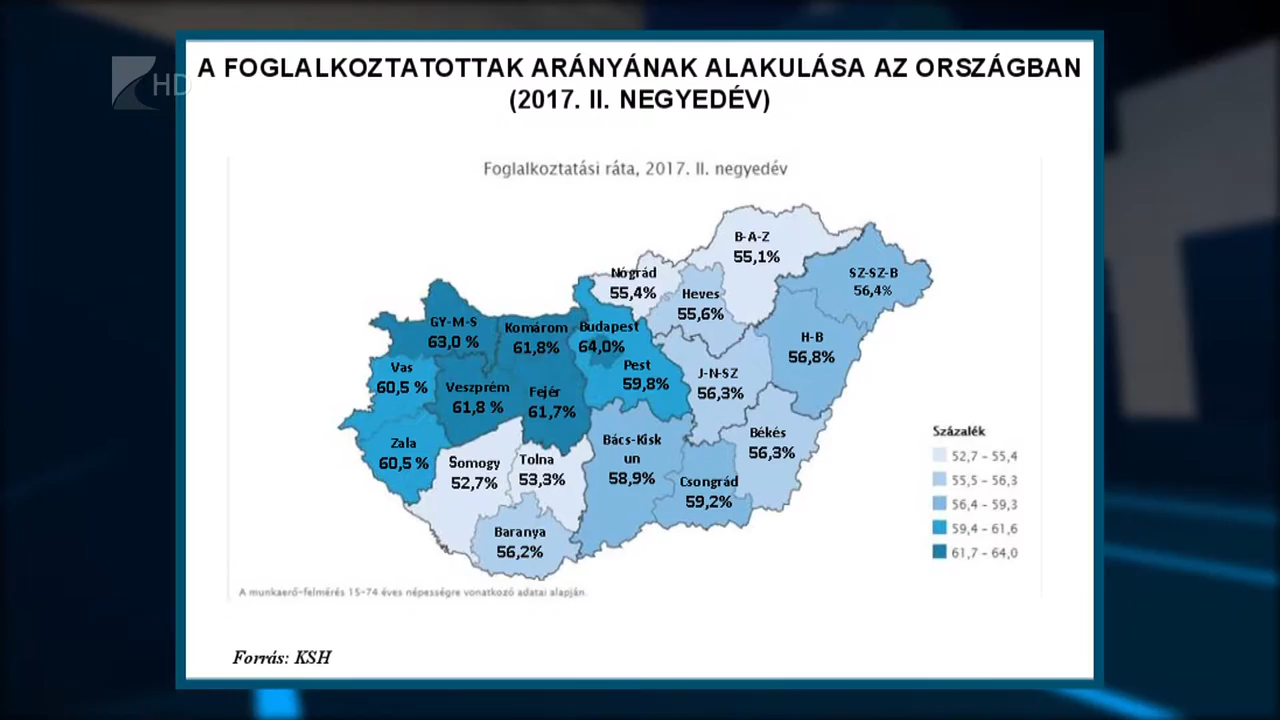 HD
A FOGLALKOZTATOTTAK ARÁNYÁNAK ALAKULÁSA AZ ORSZÁGBAN
(2017. II. NEGYEDÉV)
Foglalkoztatási ráta, 2017. II. negyedév
B-A-Z
55,1%
SZ-SZ-B
56,4%
Nógrád
55,4%
Heves
55,6%
GY-M-S
63,0 %
Komárom
61,8%
Budapest
64,0%
H-B
56,8%
Vas
60,5 %
Pest
59,8%
J-N-SZ
56,3%
Veszprém
61,8 %
Fejér
61,7%
Zala
60,5 %
Somogy
52,7%
Tolna
53,3%
Bács-Kisk
un
58,9%
Békés
56,3%
Csongrád
59,2%
Baranya
56,2%
Százalék
52,7 – 55,4
55,5 – 56,3
56,4 – 59,3
59,4 – 61,6
61,7 – 64,0
A munkaerő-felmérés 15-74 éves népességre vonatkozó adatai alapján.
Forrás: KSH